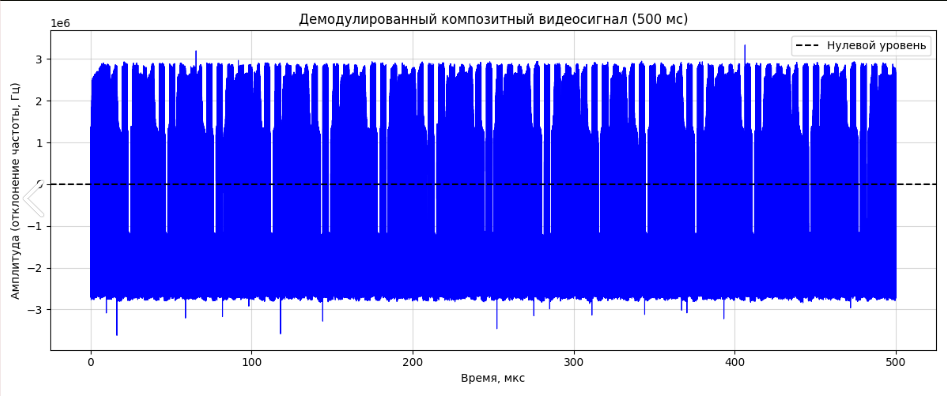 Демодулированный композитный видеосигнал (500 мс)
1e6
Нулевой уровень
3
2
1
0
−1
−2
−3
Амплитуда (отклонение частоты, Гц)
0 100 200 300 400 500
Время, мкс